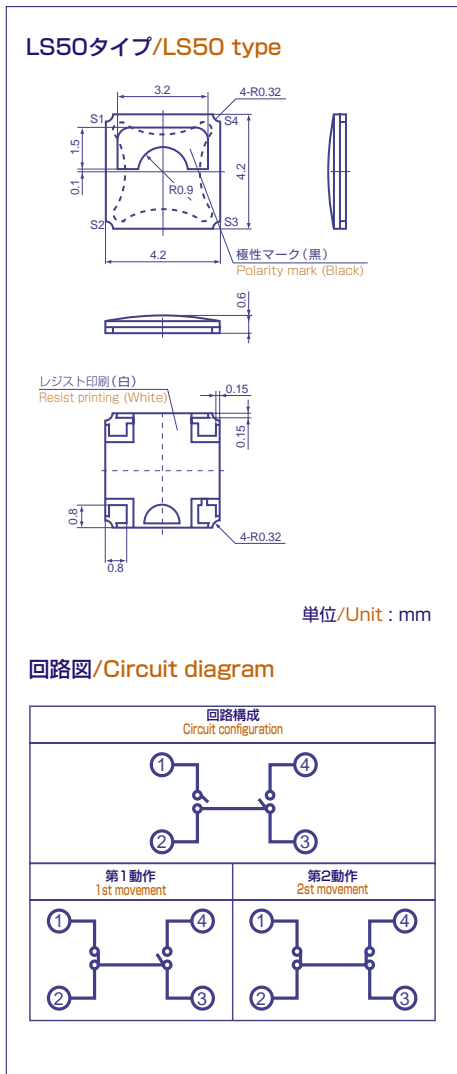 LS50タイプ/LS50 type
3.2
4-R0.32
S1
S4
1.5
0.1
R0.9
4.2
S2
S3
4.2
極性マーク(黒)
Polarity mark (Black)
0.6
レジスト印刷(白)
Resist printing (White)
0.15
0.15
0.8
0.8
4-R0.32
単位/Unit : mm
回路図/Circuit diagram
回路構成
Circuit configuration
① ④
② ③
第1動作
1st movement
第2動作
2st movement
① ④ ① ④
② ③ ② ③